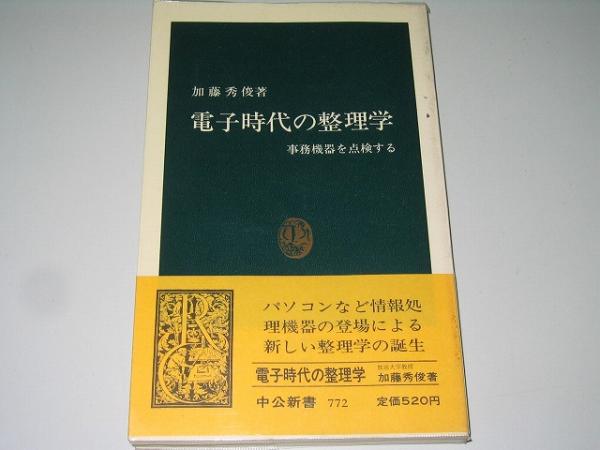 加藤秀俊著
電子時代の整理学
事務機器を点検する
パソコンなど情報処
理機器の登場による
新しい整理学の誕生
電子時代の整理学 放送大学教授 加藤秀俊著
中公新書 772 定価520円